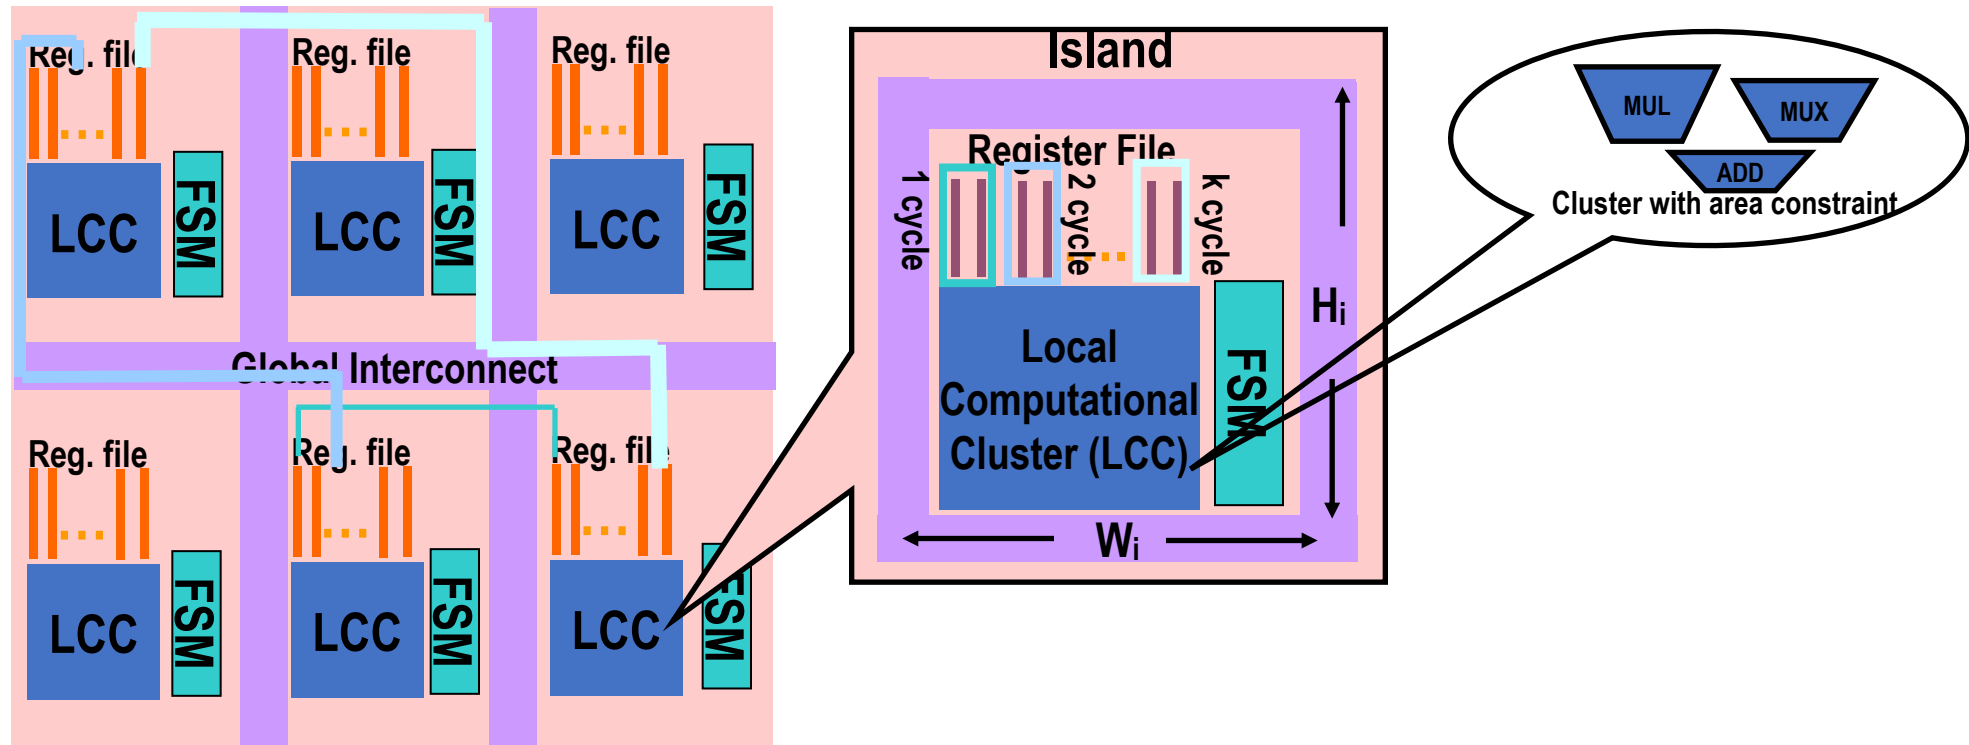 Reg. file
Reg. file
Reg. file
LCC
FSM
LCC
FSM
LCC
FSM
Global Interconnect
Reg. file
Reg. file
Reg. file
LCC
FSM
LCC
FSM
LCC
FSM
Island
Register File
1 cycle
2 cycle
k cycle
Local
Computational
Cluster (LCC)
FSM
Hi
Wi
MUL
MUX
ADD
Cluster with area constraint